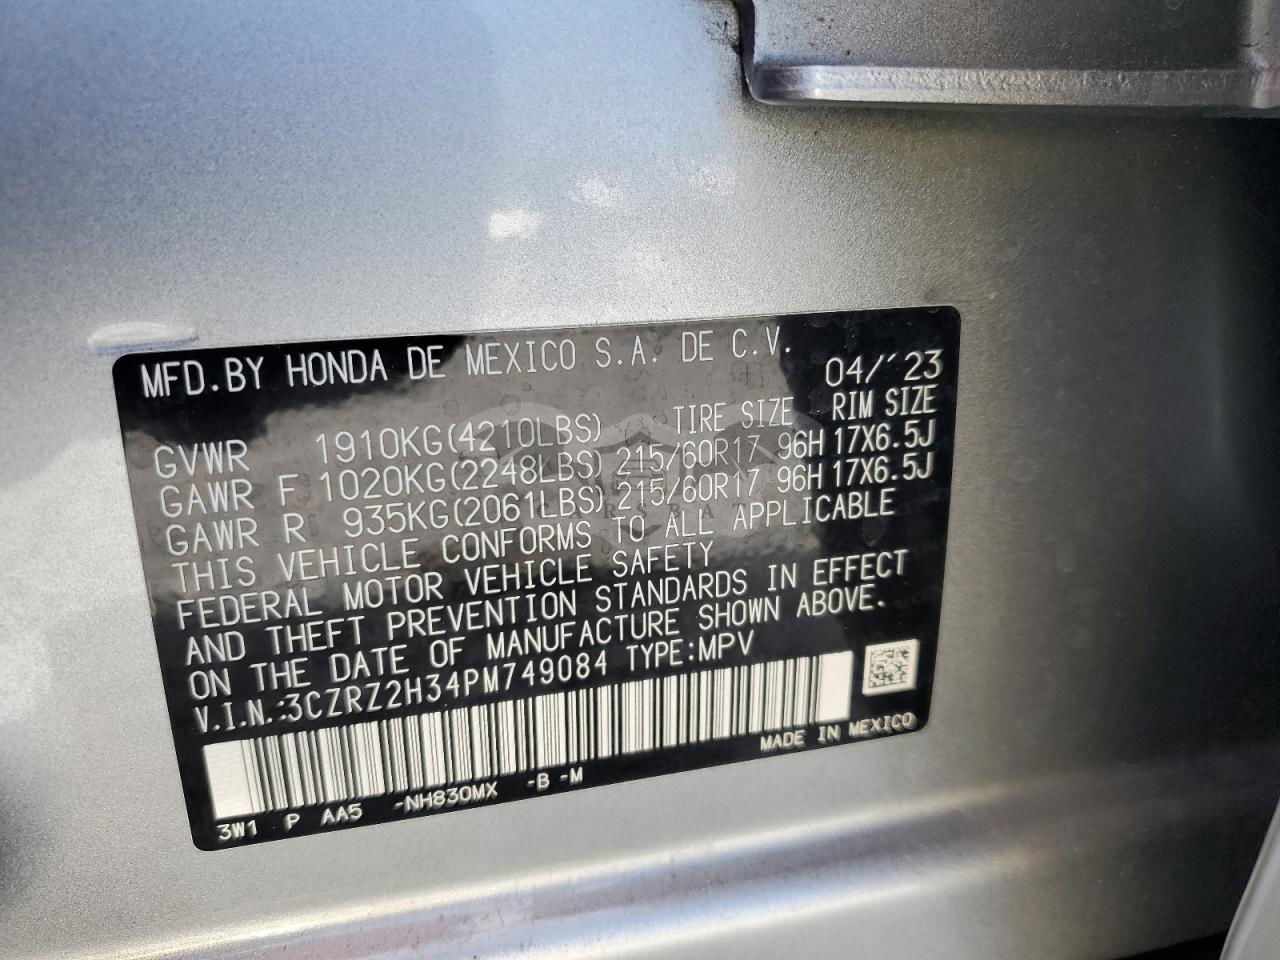 MFD.BY HONDA DE MEXICO S.A. DE C.V.
04/´23
GVWR 1910KG(4210LBS) TIRE SIZE RIM SIZE
GAWR F 1020KG(2248LBS) 215/60R17 96H 17X6.5J
GAWR R 935KG(2061LBS) 215/60R17 96H 17X6.5J
THIS VEHICLE CONFORMS TO ALL APPLICABLE
FEDERAL MOTOR VEHICLE SAFETY
AND THEFT PREVENTION STANDARDS IN EFFECT
ON THE DATE OF MANUFACTURE SHOWN ABOVE.
V.I.N.:3CZRZ2H34PM749084 TYPE:MPV
MADE IN MEXICO
3W1 P AA5 -NH830MX -B -M